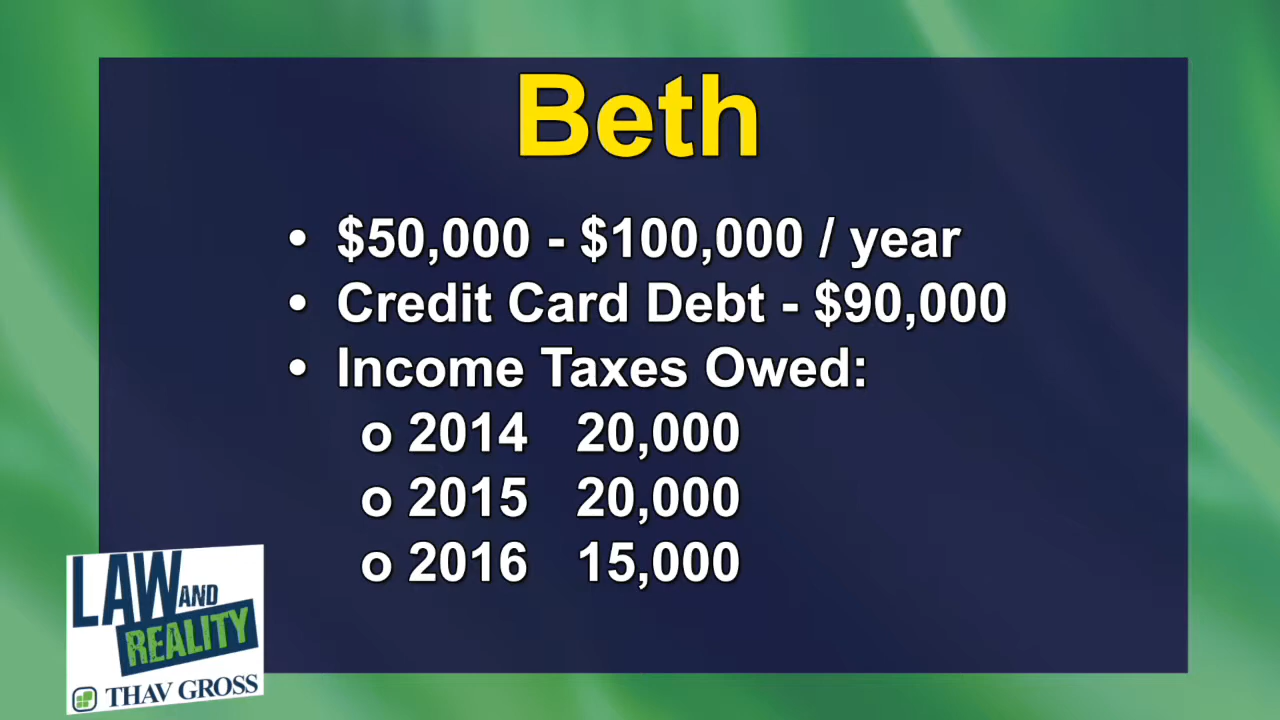 Beth
• $50,000 - $100,000 / year
• Credit Card Debt - $90,000
• Income Taxes Owed:
o 2014 20,000
o 2015 20,000
o 2016 15,000
LAW AND
REALITY
THAV GROSS